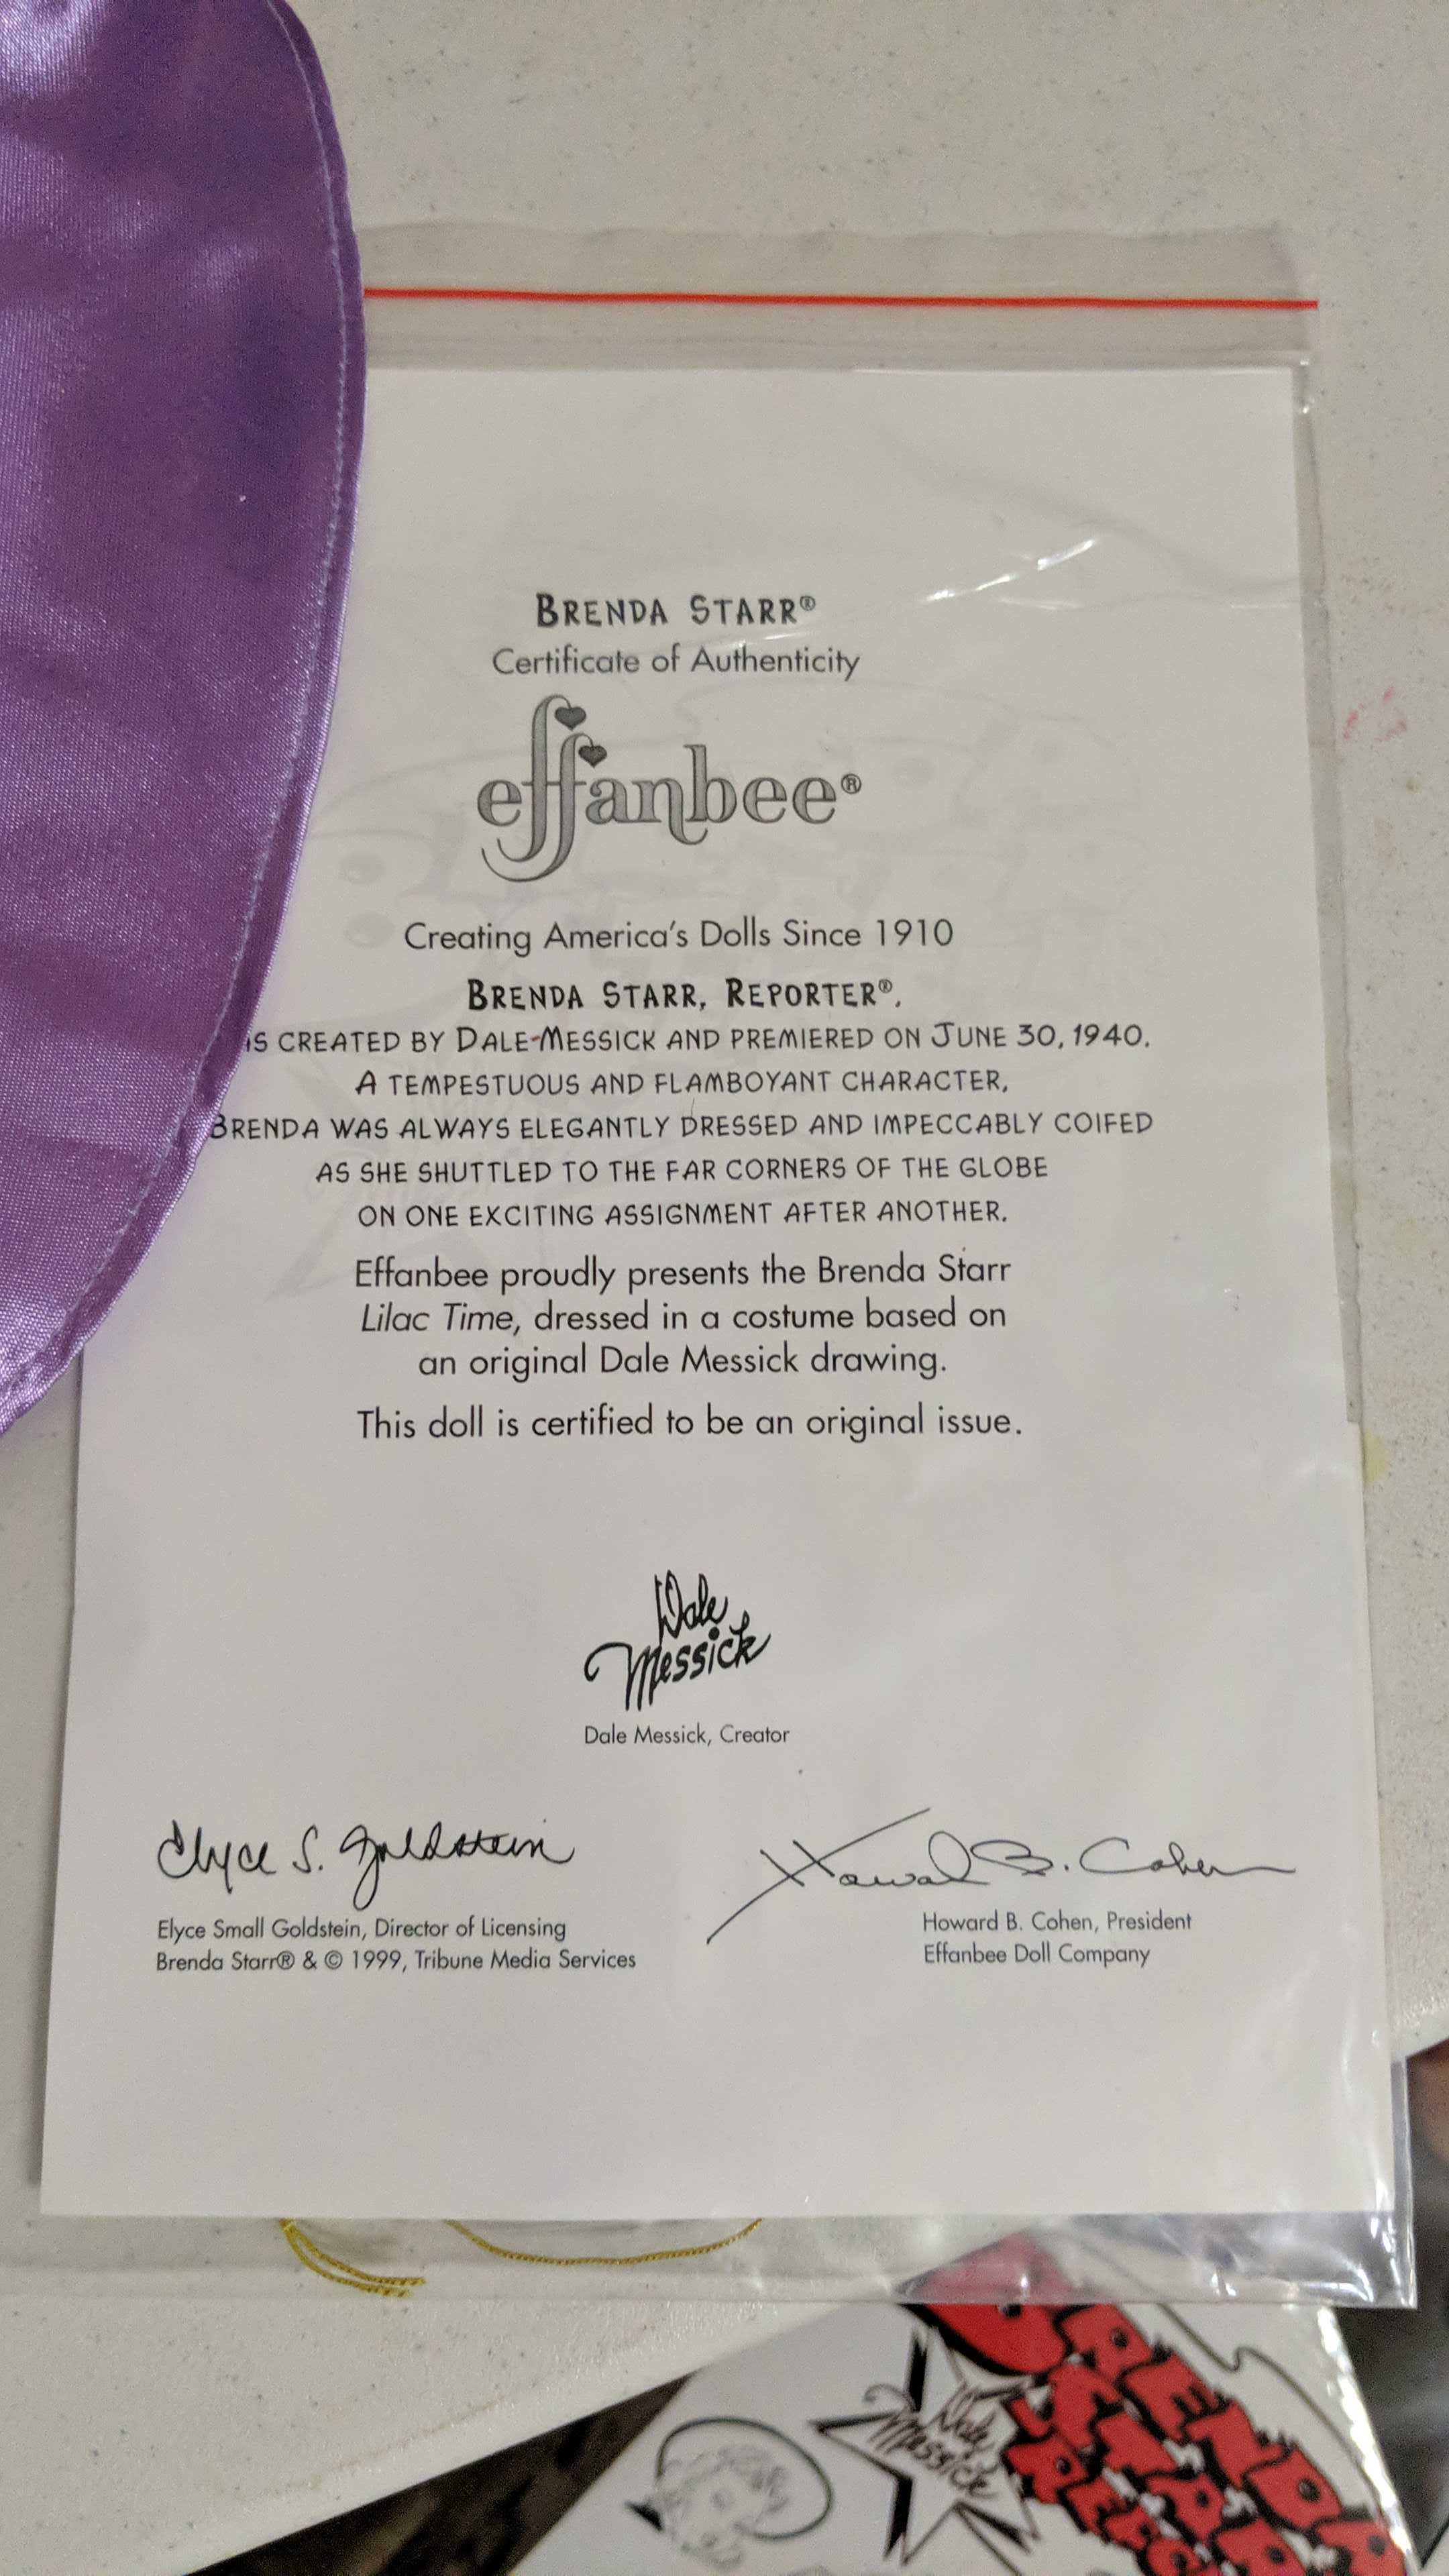 BRENDA STARR®
Certificate of Authenticity
effanbee®
Creating America's Dolls Since 1910
BRENDA STARR, REPORTER®,
IS CREATED BY DALE-MESSICK AND PREMIERED ON JUNE 30, 1940.
A TEMPESTUOUS AND FLAMBOYANT CHARACTER,
BRENDA WAS ALWAYS ELEGANTLY DRESSED AND IMPECCABLY COIFED
AS SHE SHUTTLED TO THE FAR CORNERS OF THE GLOBE
ON ONE EXCITING ASSIGNMENT AFTER ANOTHER.
Effanbee proudly presents the Brenda Starr
Lilac Time, dressed in a costume based on
an original Dale Messick drawing.
This doll is certified to be an original issue.
Dale
Messick
Dale Messick, Creator
Elyce S. Goldstein
Howard B. Cohen
Elyce Small Goldstein, Director of Licensing
Brenda Starr® & © 1999, Tribune Media Services
Howard B. Cohen, President
Effanbee Doll Company
Dale
Messick
BRENDA
STARR